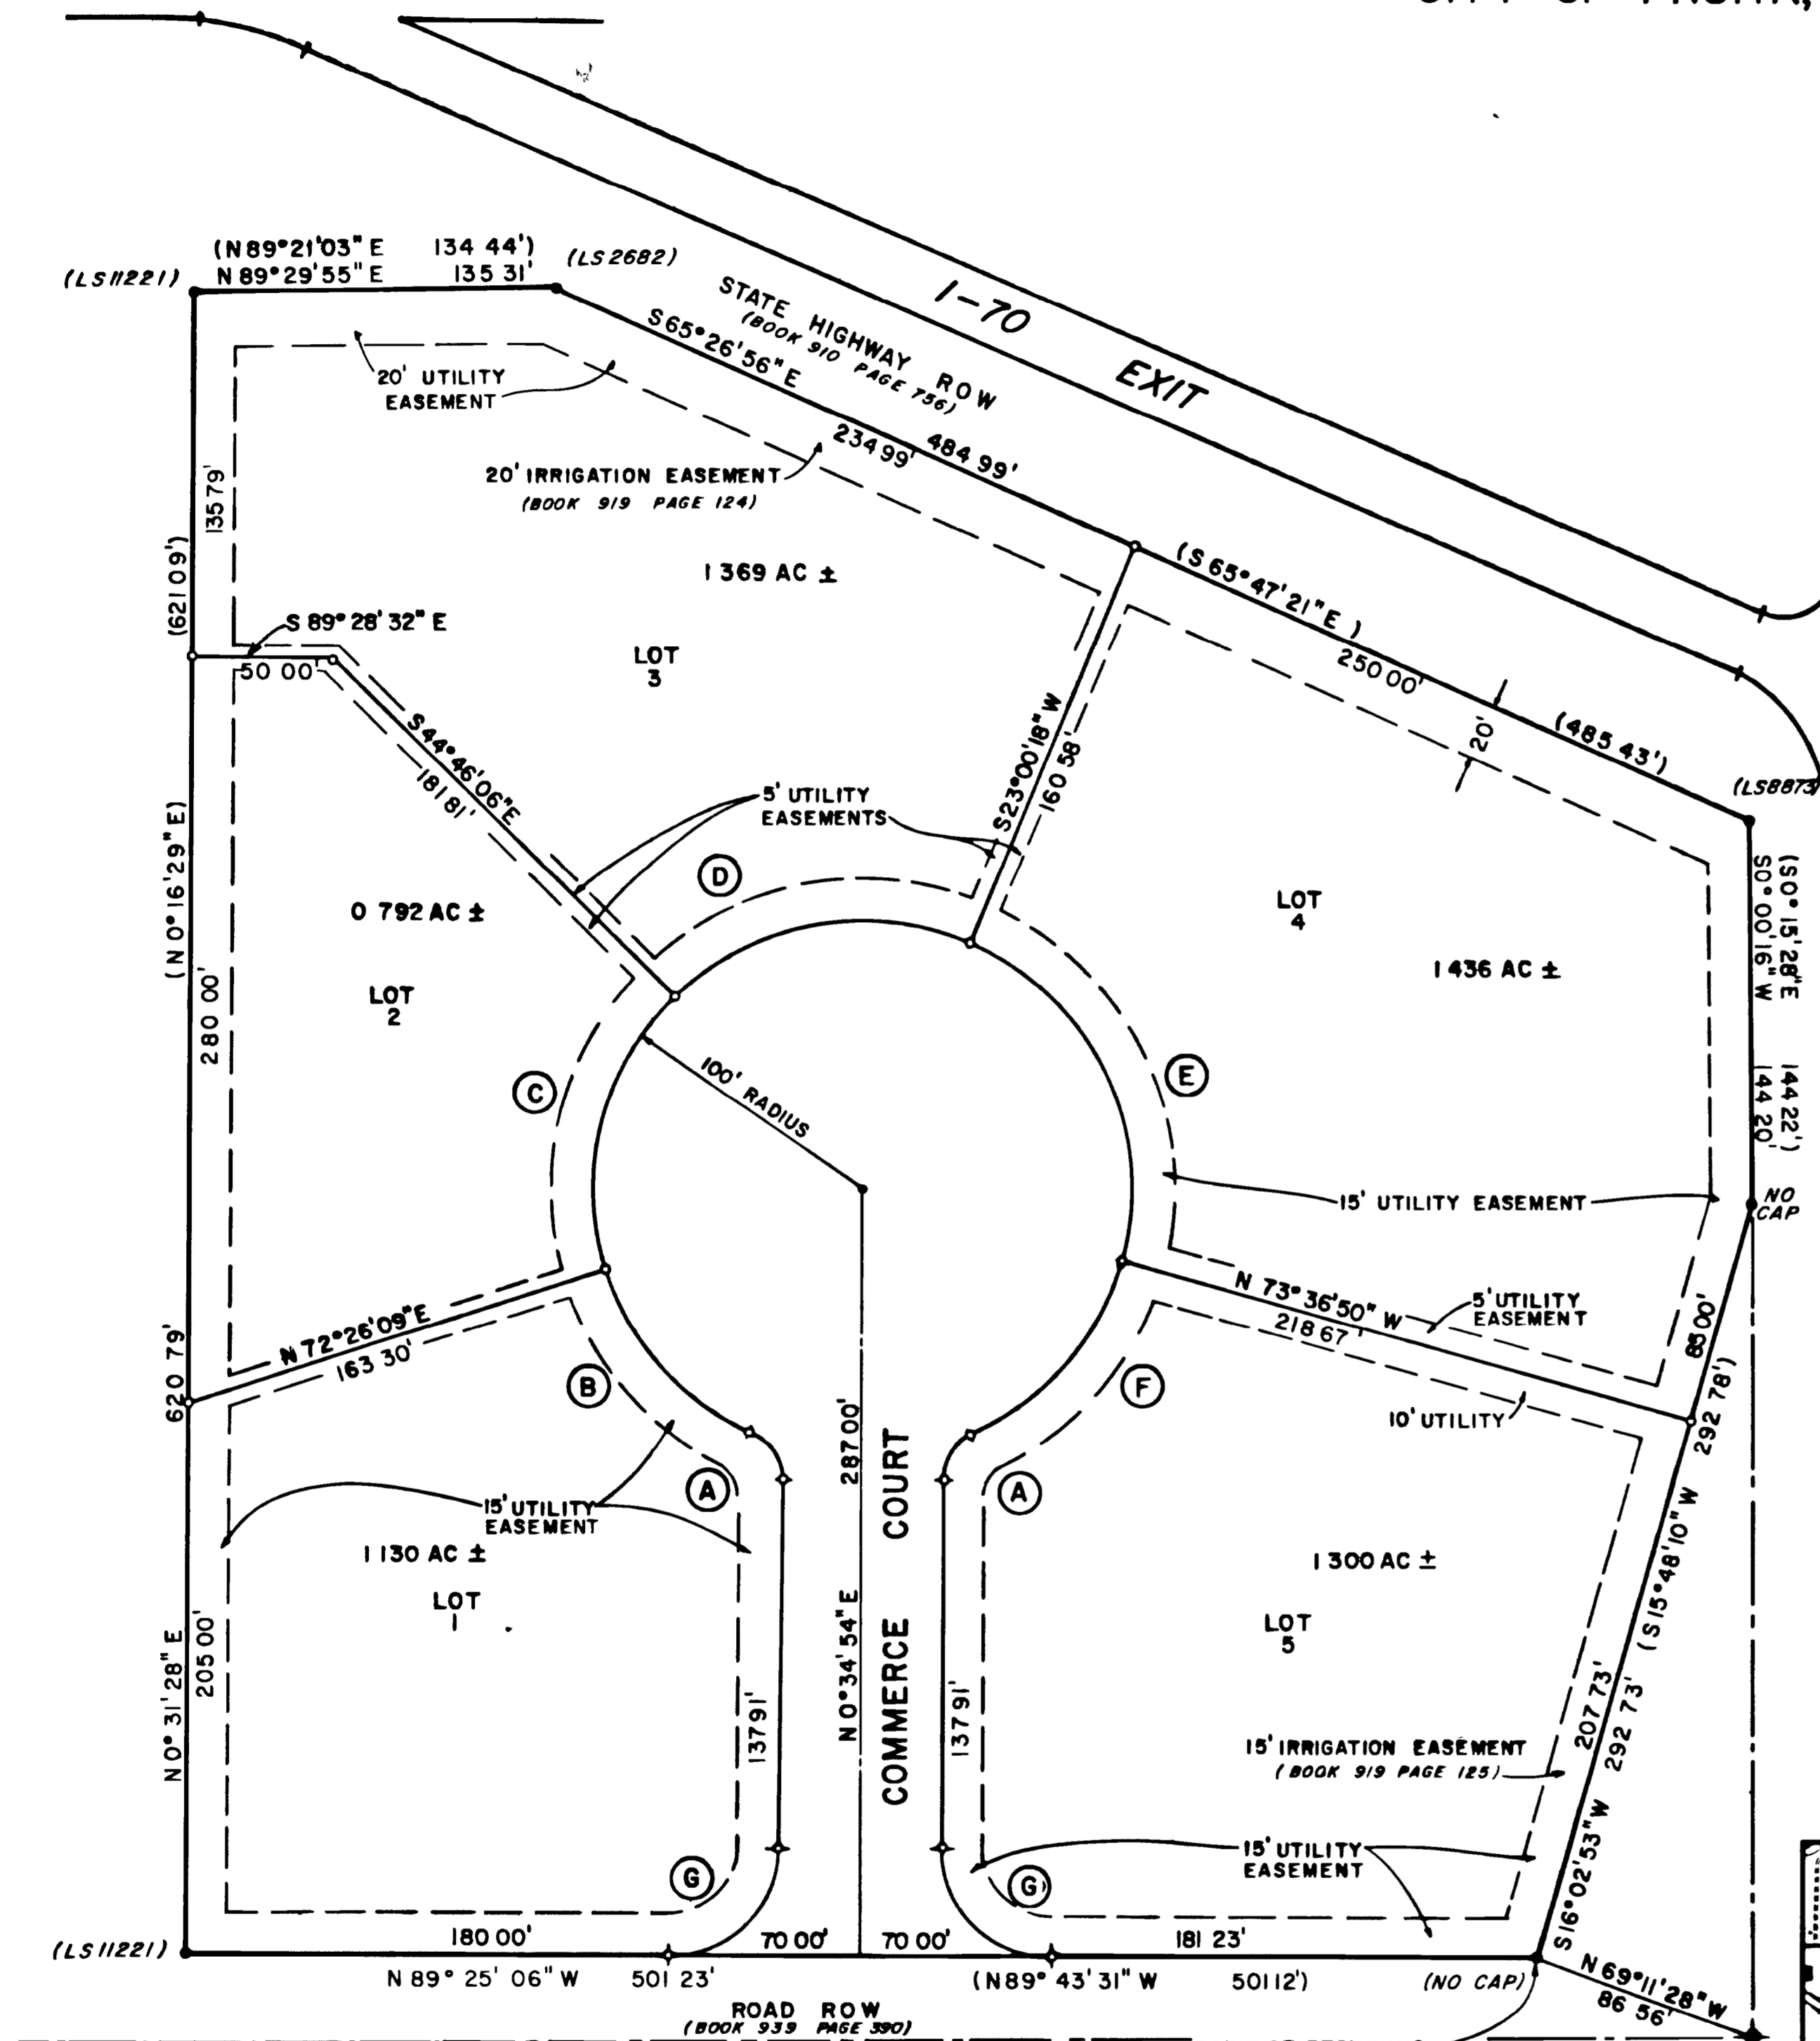 (N89°21'03"E 134 44')
N89°29'55"E 135 31'
(LS11221)
(LS2682)
I-70
EXIT
STATE HIGHWAY ROW
(BOOK 910 PAGE 756)
S65°26'56"E
234 99'
484 99'
20' UTILITY
EASEMENT
20' IRRIGATION EASEMENT
(BOOK 919 PAGE 124)
135 79'
(621 09')
1 369 AC ±
(S65°47'21"E)
250 00'
S 89°28'32"E
50 00'
LOT
3
20'
(485 43')
(LS8873)
S44°46'06"E
181 81'
S23°00'18"W
160 58'
5' UTILITY
EASEMENTS
(N0°16'29"E)
D
(S0°15'28"E 144 22')
S0°00'16"W 144 20'
0 792 AC ±
LOT
4
1 436 AC ±
LOT
2
280 00'
C
100' RADIUS
E
15' UTILITY EASEMENT
NO
CAP
N 73°36'50" W
218 67'
5' UTILITY
EASEMENT
85 00'
N 72°26'09"E
163 30'
620 79'
B
F
10' UTILITY
292 78')
287 00'
COMMERCE COURT
A
A
15' UTILITY
EASEMENT
1 130 AC ±
1 300 AC ±
(S15°48'10"W
LOT
1
LOT
5
N0°34'54"E
N0°31'28"E
205 00'
137 91'
137 91'
207 73'
292 73'
15' IRRIGATION EASEMENT
(BOOK 919 PAGE 125)
S16°02'53"W
15' UTILITY
EASEMENT
G
G
180 00'
70 00'
70 00'
181 23'
(LS11221)
N 89°25'06"W 501 23'
(N89°43'31"W 501 12')
(NO CAP)
N 69°11'28"W
86 56'
ROAD ROW
(BOOK 939 PAGE 390)